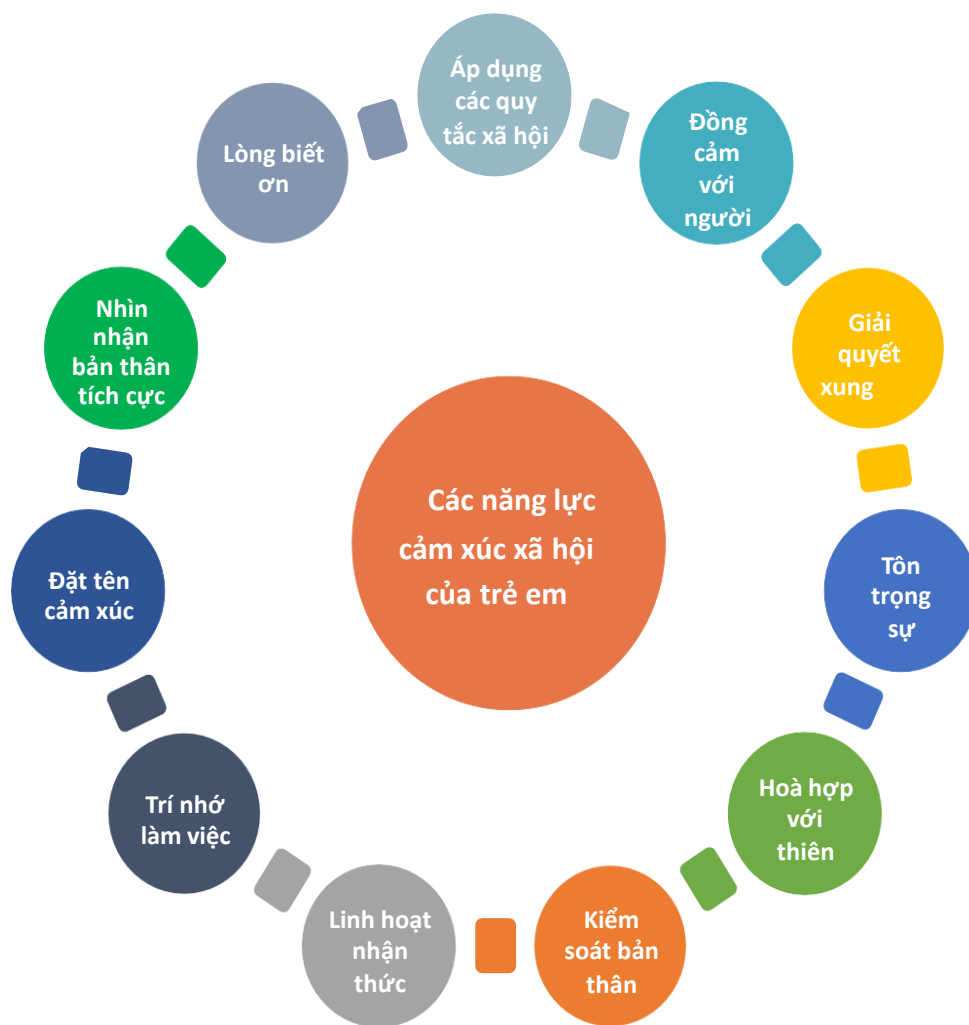 Áp dụng
các quy
tắc xã hội
Đồng
cảm
với
người
Giải
quyết
xung
Tôn
trọng
sự
Hoà hợp
với
thiên
Kiểm
soát bản
thân
Linh hoạt
nhận
thức
Trí nhớ
làm việc
Đặt tên
cảm xúc
Nhìn
nhận
bản thân
tích cực
Lòng biết
ơn
Các năng lực
cảm xúc xã hội
của trẻ em